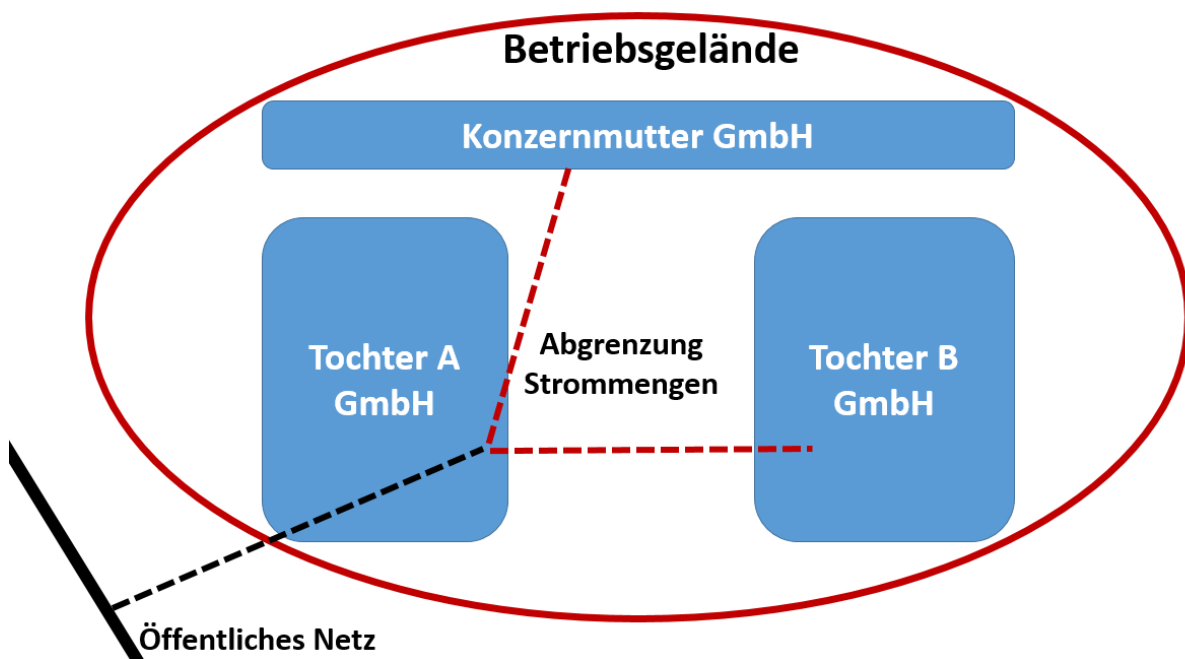 Betriebsgelände
Konzernmutter GmbH
Tochter A
GmbH
Abgrenzung
Strommengen
Tochter B
GmbH
Öffentliches Netz